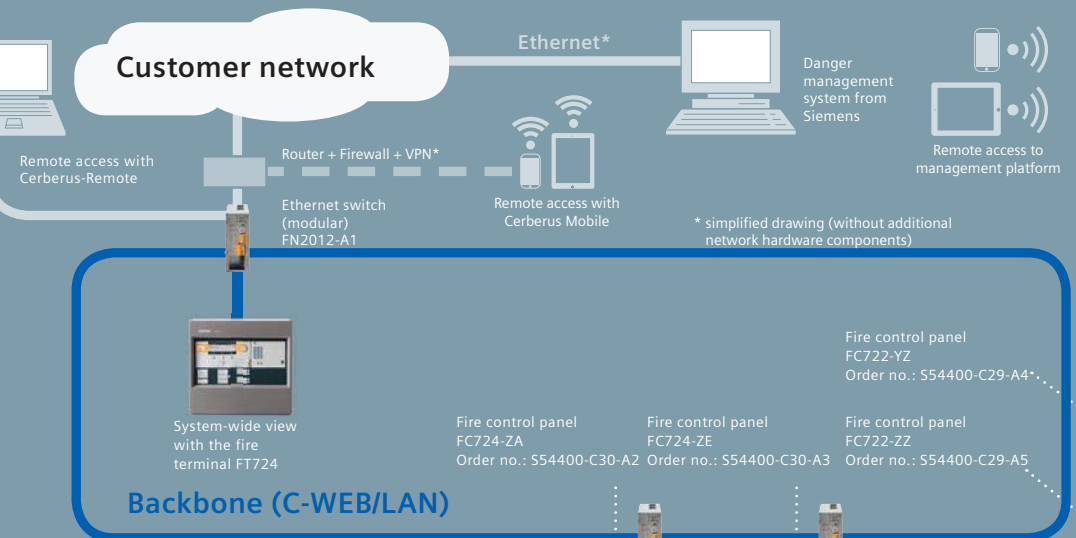 Customer network
Ethernet*
Danger
management
system from
Siemens
Remote access to
management platform
Remote access with
Cerberus-Remote
Router + Firewall + VPN*
Ethernet switch
(modular)
FN2012-A1
Remote access with
Cerberus Mobile
* simplified drawing (without additional
network hardware components)
System-wide view
with the fire
terminal FT724
Fire control panel
FC722-YZ
Order no.: S54400-C29-A4
Fire control panel
FC724-ZA
Order no.: S54400-C30-A2
Fire control panel
FC724-ZE
Order no.: S54400-C30-A3
Fire control panel
FC722-ZZ
Order no.: S54400-C29-A5
Backbone (C-WEB/LAN)